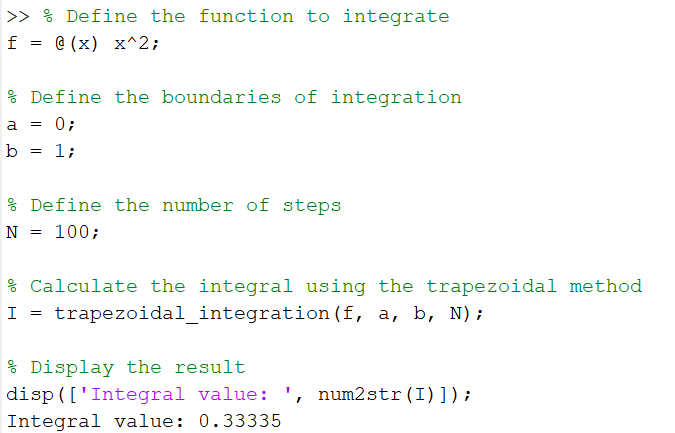 >> % Define the function to integrate
f = @(x) x^2;
% Define the boundaries of integration
a = 0;
b = 1;
% Define the number of steps
N = 100;
% Calculate the integral using the trapezoidal method
I = trapezoidal_integration(f, a, b, N);
% Display the result
disp(['Integral value: ', num2str(I)]);
Integral value: 0.33335